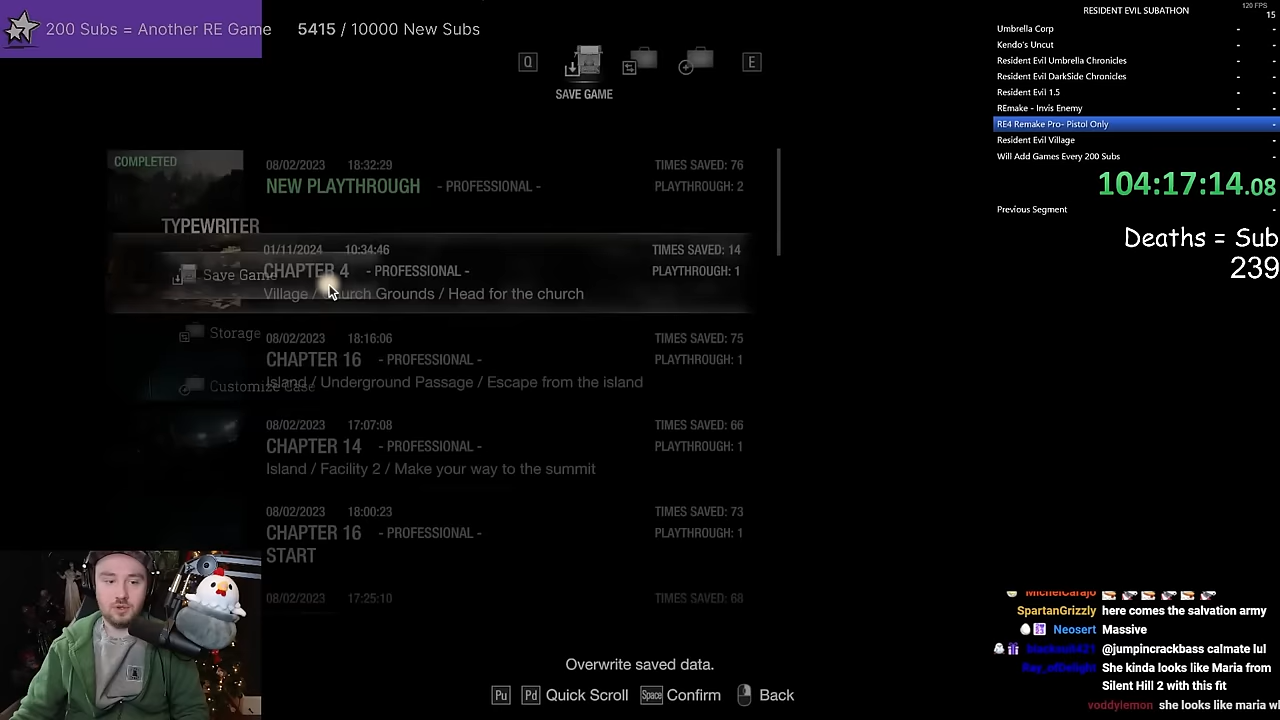 200 Subs = Another RE Game
5415 / 10000 New Subs
Q
E
SAVE GAME
COMPLETED
08/02/2023 18:32:29
TIMES SAVED: 76
NEW PLAYTHROUGH - PROFESSIONAL -
PLAYTHROUGH: 2
TYPEWRITER
01/11/2024 10:34:46
TIMES SAVED: 14
Save Game
CHAPTER 4 - PROFESSIONAL -
PLAYTHROUGH: 1
Village / Church Grounds / Head for the church
Storage
08/02/2023 18:16:06
TIMES SAVED: 75
CHAPTER 16 - PROFESSIONAL -
PLAYTHROUGH: 1
Customize Case
Island / Underground Passage / Escape from the island
08/02/2023 17:07:08
TIMES SAVED: 66
CHAPTER 14 - PROFESSIONAL -
PLAYTHROUGH: 1
Island / Facility 2 / Make your way to the summit
08/02/2023 18:00:23
TIMES SAVED: 73
CHAPTER 16 - PROFESSIONAL -
PLAYTHROUGH: 1
START
08/02/2023 17:25:10
TIMES SAVED: 68
Overwrite saved data.
Pu Pd Quick Scroll Space Confirm Back
120 FPS
RESIDENT EVIL SUBATHON
15
Umbrella Corp - -
Kendo's Uncut - -
Resident Evil Umbrella Chronicles - -
Resident Evil DarkSide Chronicles - -
Resident Evil 1.5 - -
REmake - Invis Enemy - -
RE4 Remake Pro- Pistol Only -
Resident Evil Village -
Will Add Games Every 200 Subs -
104:17:14.08
Previous Segment -
Deaths = Sub
239
MichelCarajo
SpartanGrizzly here comes the salvation army
Neosert Massive
@jumpincrackbass calmate lul
Ray_ofDelight She kinda looks like Maria from
Silent Hill 2 with this fit
voddylemon she looks like maria wi